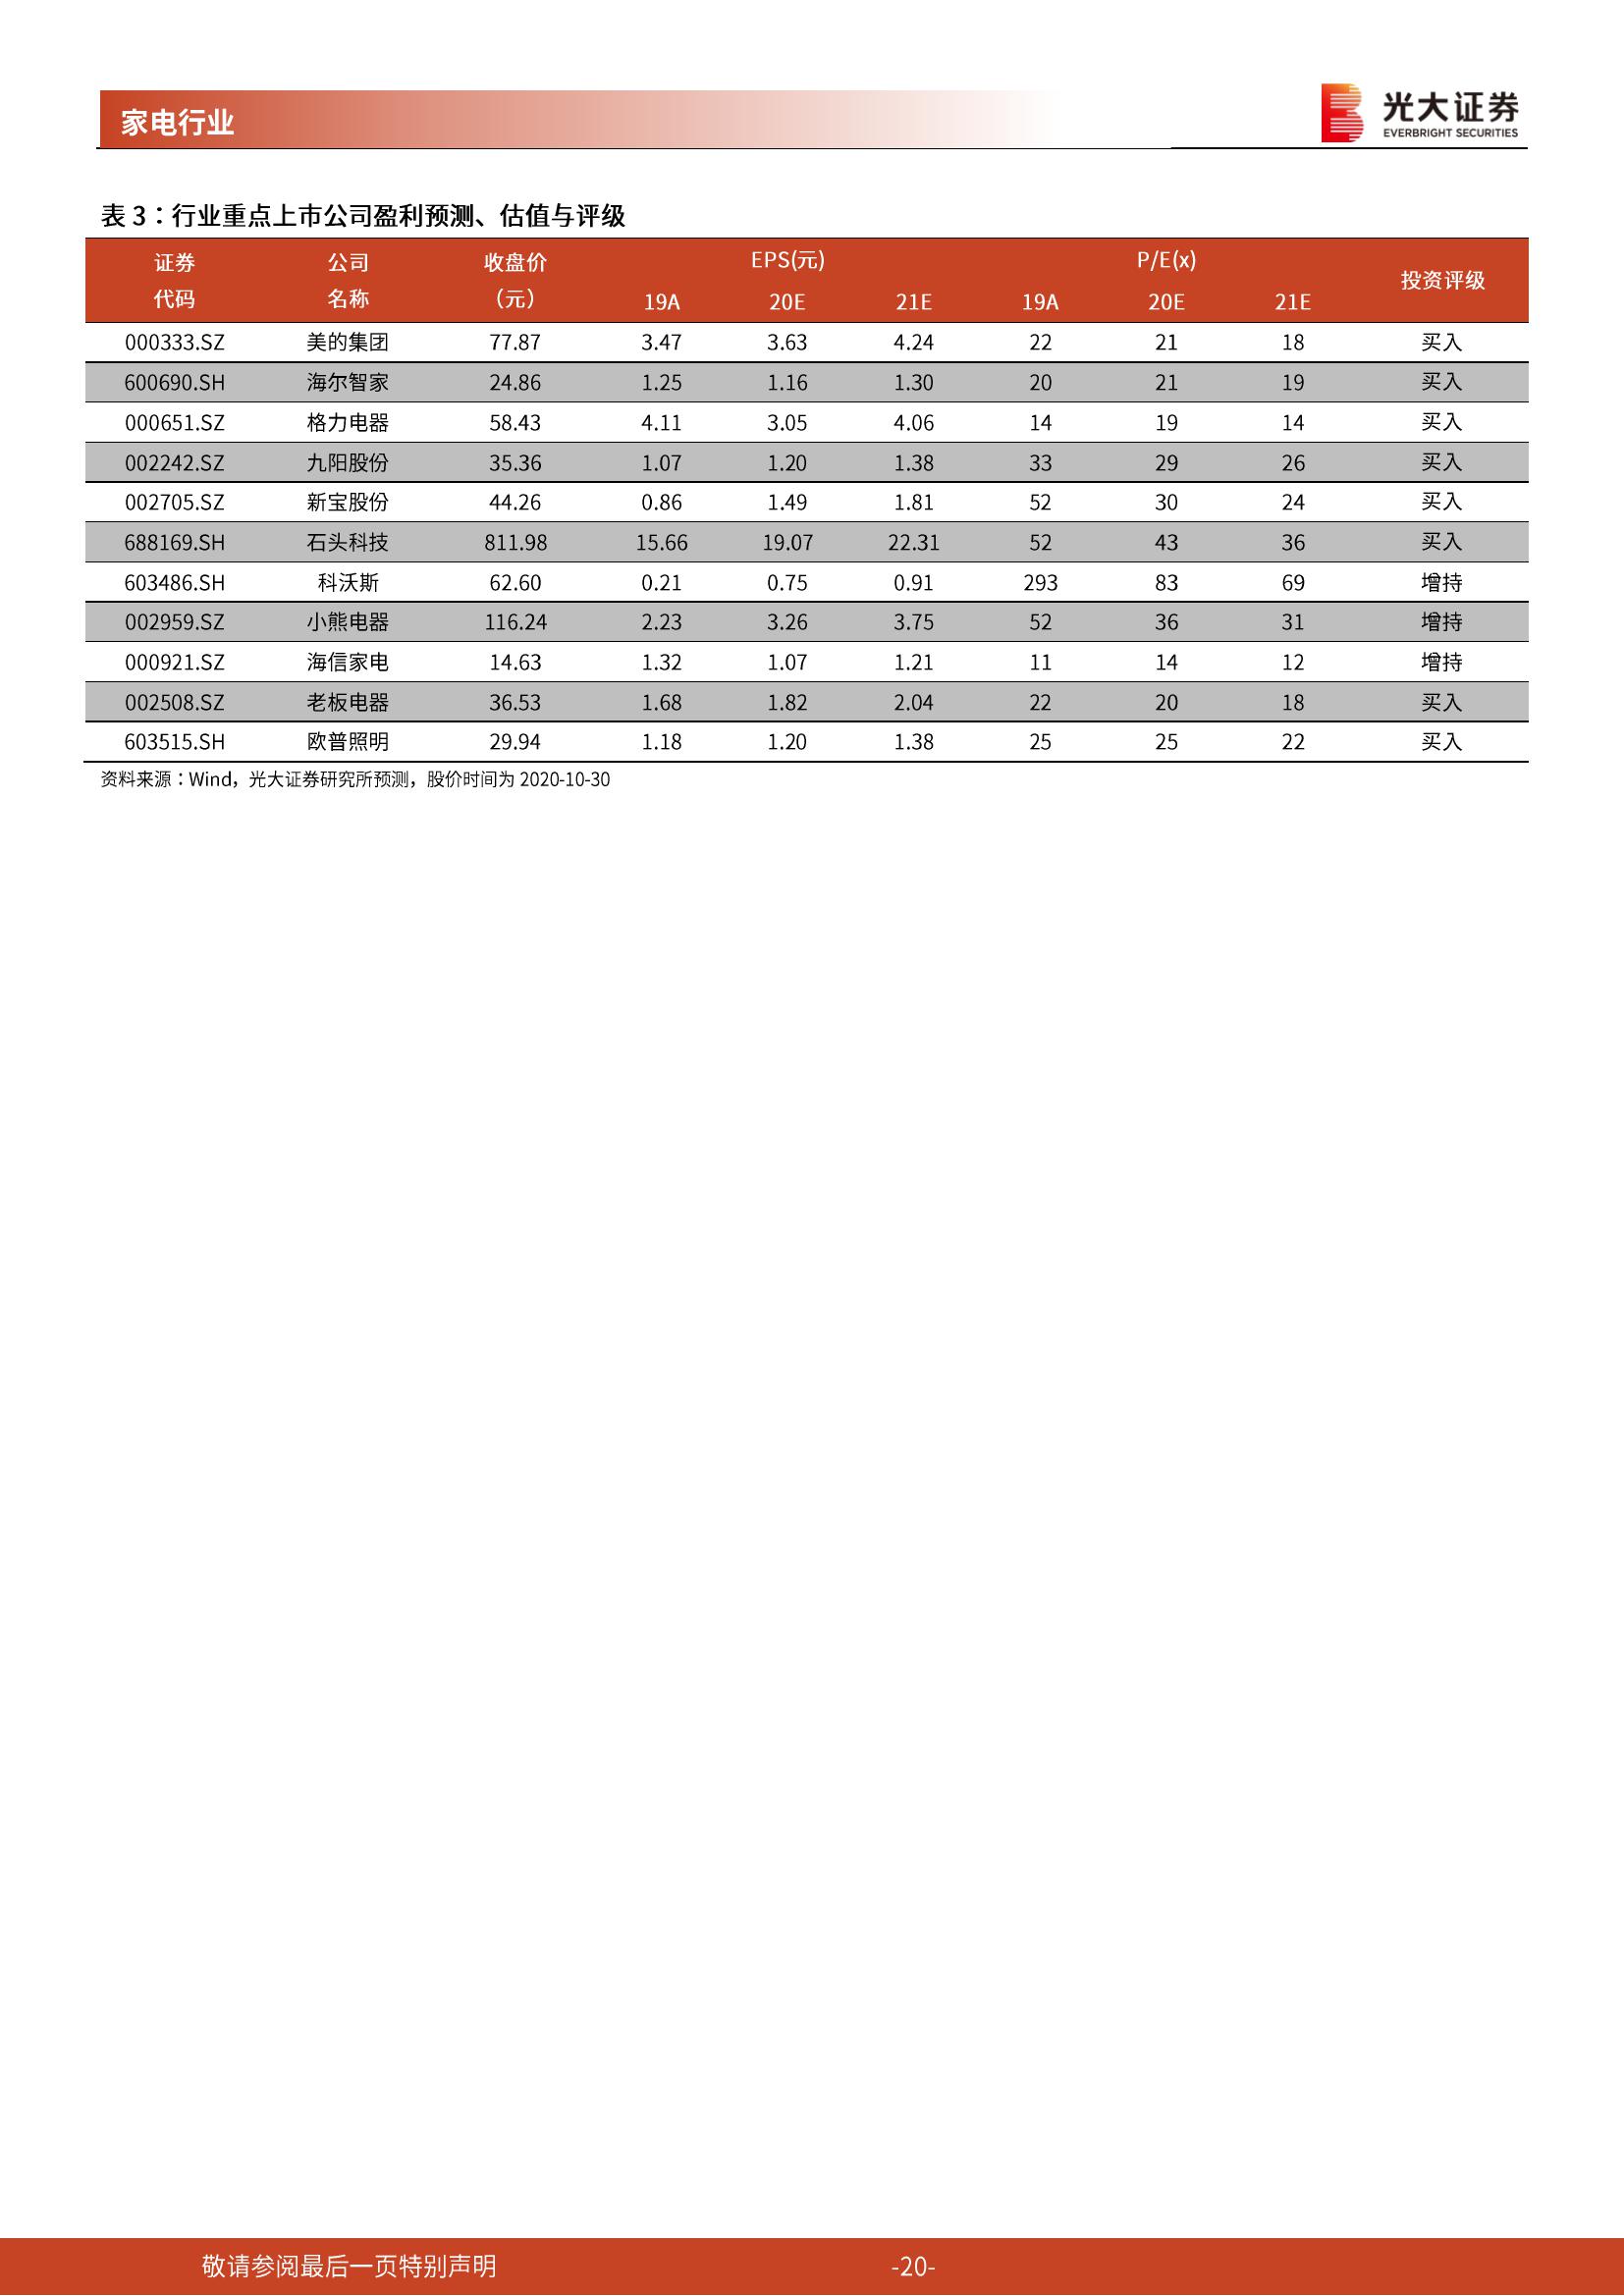 家电行业
光大证券
EVERBRIGHT SECURITIES
表 3：行业重点上市公司盈利预测、估值与评级
证券 公司 收盘价 EPS(元) P/E(x) 投资评级
代码 名称 （元） 19A 20E 21E 19A 20E 21E
000333.SZ 美的集团 77.87 3.47 3.63 4.24 22 21 18 买入
600690.SH 海尔智家 24.86 1.25 1.16 1.30 20 21 19 买入
000651.SZ 格力电器 58.43 4.11 3.05 4.06 14 19 14 买入
002242.SZ 九阳股份 35.36 1.07 1.20 1.38 33 29 26 买入
002705.SZ 新宝股份 44.26 0.86 1.49 1.81 52 30 24 买入
688169.SH 石头科技 811.98 15.66 19.07 22.31 52 43 36 买入
603486.SH 科沃斯 62.60 0.21 0.75 0.91 293 83 69 增持
002959.SZ 小熊电器 116.24 2.23 3.26 3.75 52 36 31 增持
000921.SZ 海信家电 14.63 1.32 1.07 1.21 11 14 12 增持
002508.SZ 老板电器 36.53 1.68 1.82 2.04 22 20 18 买入
603515.SH 欧普照明 29.94 1.18 1.20 1.38 25 25 22 买入
资料来源：Wind，光大证券研究所预测，股价时间为 2020-10-30
敬请参阅最后一页特别声明 -20-